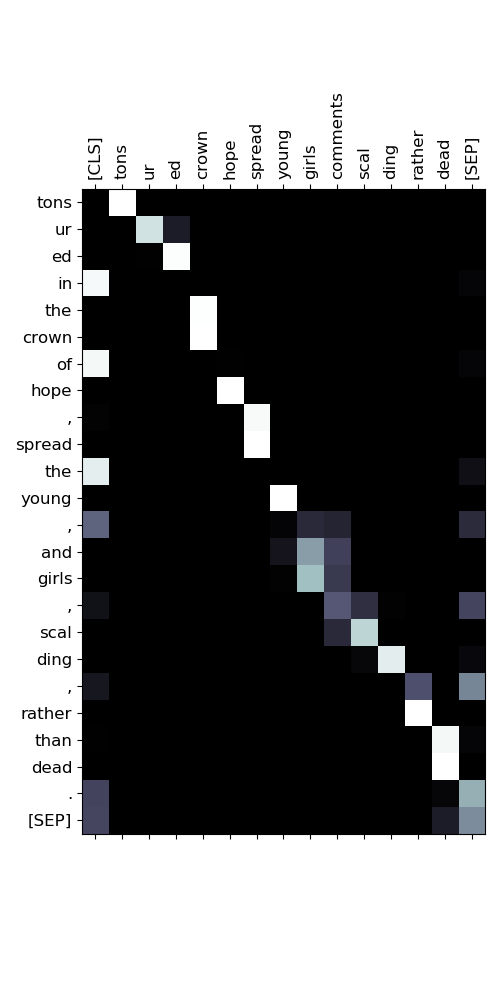 [CLS]
tons
ur
ed
crown
hope
spread
young
girls
comments
scal
ding
rather
dead
[SEP]
tons
ur
ed
in
the
crown
of
hope
,
spread
the
young
,
and
girls
,
scal
ding
,
rather
than
dead
.
[SEP]